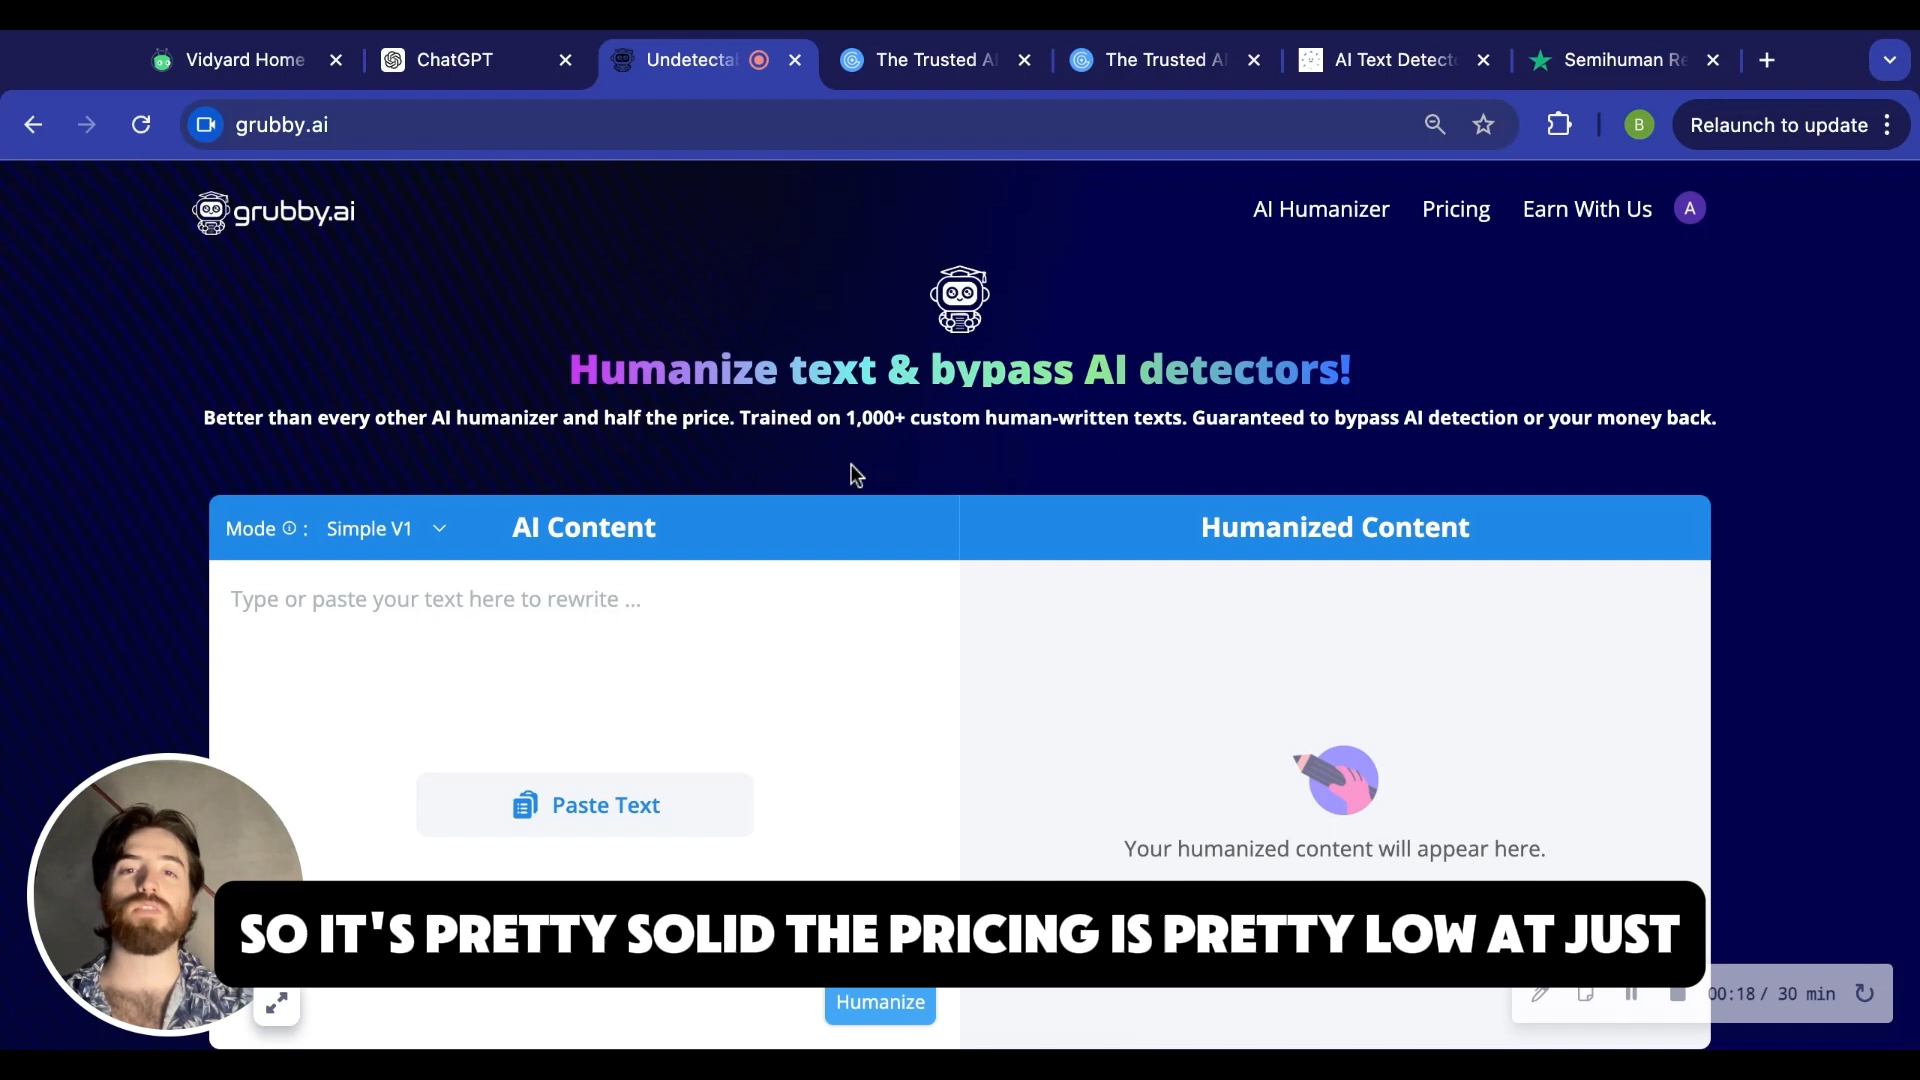 Vidyard Home
ChatGPT
Undetectal
The Trusted AI
The Trusted AI
AI Text Detect
Semihuman Re
grubby.ai
B
Relaunch to update
grubby.ai
AI Humanizer
Pricing
Earn With Us
A
Humanize text & bypass AI detectors!
Better than every other AI humanizer and half the price. Trained on 1,000+ custom human-written texts. Guaranteed to bypass AI detection or your money back.
Mode : Simple V1
AI Content
Humanized Content
Type or paste your text here to rewrite ...
Paste Text
Your humanized content will appear here.
SO IT'S PRETTY SOLID THE PRICING IS PRETTY LOW AT JUST
Humanize
00:18 / 30 min